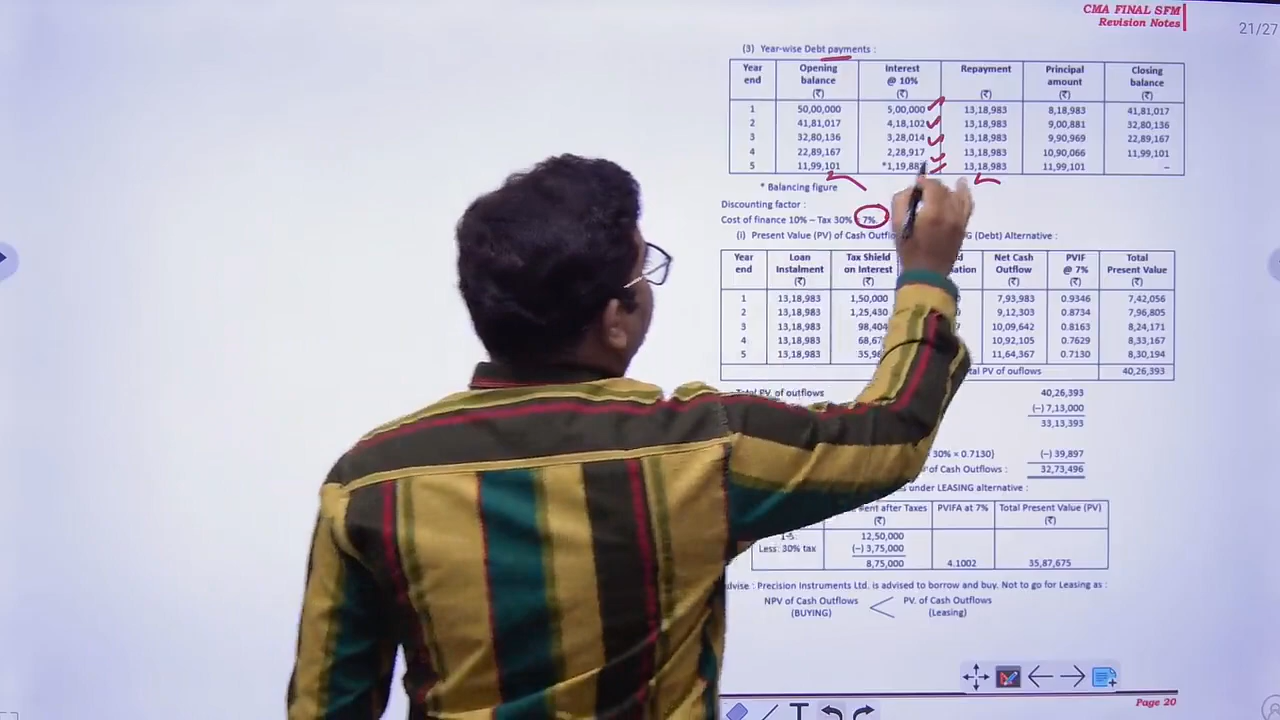 CMA FINAL SFM
Revision Notes
21/27
(3) Year-wise Debt payments :
Year end Opening balance (₹) Interest @ 10% (₹) Repayment (₹) Principal amount (₹) Closing balance (₹)
1 50,00,000 5,00,000 13,18,983 8,18,983 41,81,017
2 41,81,017 4,18,102 13,18,983 9,00,881 32,80,136
3 32,80,136 3,28,014 13,18,983 9,90,969 22,89,167
4 22,89,167 2,28,917 13,18,983 10,90,066 11,99,101
5 11,99,101 13,18,983 11,99,101 –
* Balancing figure
Discounting factor :
Cost of finance 10% – Tax 30% 7%
(i) Present Value (PV) of Cash (Debt) Alternative :
Year end Loan Instalment (₹) Tax Shield on Interest (₹) Net Cash Outflow (₹) PVIF @ 7% (₹) Total Present Value (₹)
1 13,18,983 1,50,000 7,93,983 0.9346 7,42,056
2 13,18,983 1,25,430 9,12,303 0.8734 7,96,805
3 13,18,983 98,404 10,09,642 0.8163 8,24,171
4 13,18,983 10,92,105 0.7629 8,33,167
5 13,18,983 11,64,367 0.7130 8,30,194
PV of ouflows 40,26,393
PV. of outflows 40,26,393
(–) 7,13,000
33,13,393
30% × 0.7130) (–) 39,897
of Cash Outflows : 32,73,496
under LEASING alternative :
after Taxes (₹) PVIFA at 7% Total Present Value (PV) (₹)
1-5: 12,50,000
Less: 30% tax (–) 3,75,000
8,75,000 4.1002 35,87,675
: Precision Instruments Ltd. is advised to borrow and buy. Not to go for Leasing as :
NPV of Cash Outflows (BUYING) < PV. of Cash Outflows (Leasing)
T
Page 20